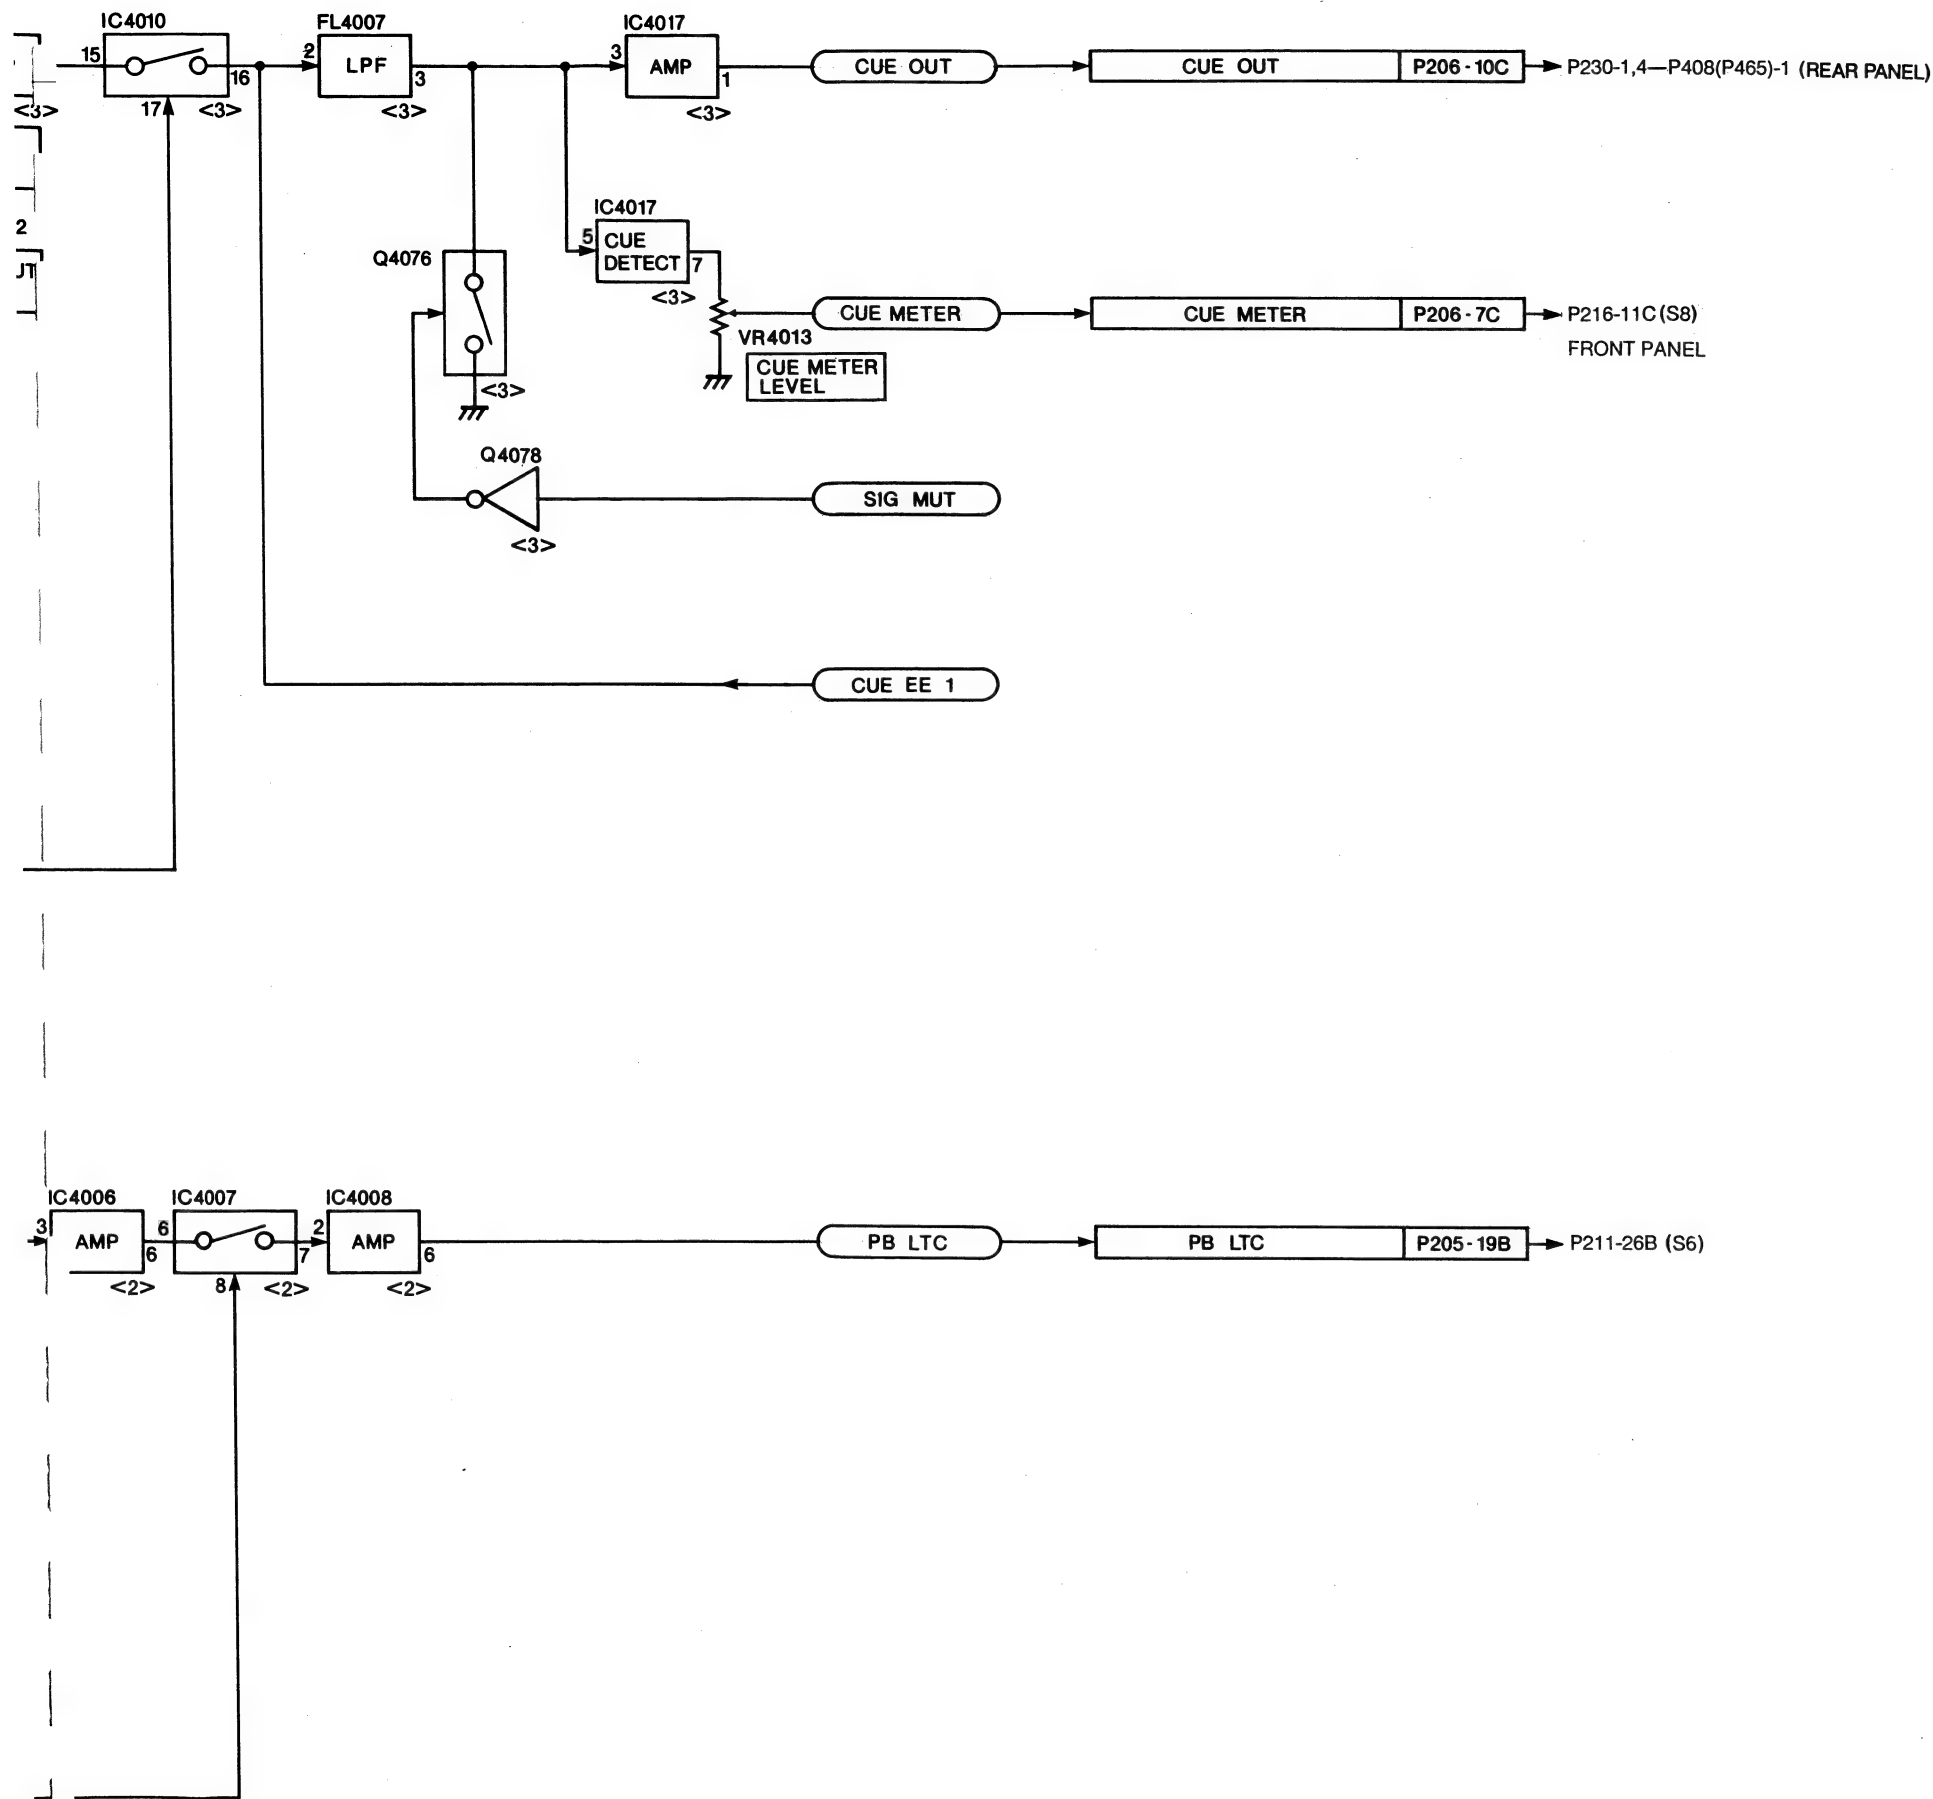 IC4010
FL4007
IC4017
15
16
17
<3>
<3>
2
LPF
3
<3>
3
AMP
1
<3>
CUE OUT
CUE OUT
P206-10C
P230-1,4—P408(P465)-1 (REAR PANEL)
2
IC4017
5
CUE
DETECT
7
<3>
Q4076
<3>
VR4013
CUE METER
LEVEL
CUE METER
CUE METER
P206-7C
P216-11C(S8)
FRONT PANEL
Q4078
<3>
SIG MUT
CUE EE 1
IC4006
IC4007
IC4008
3
AMP
6
<2>
6
7
8
<2>
2
AMP
6
<2>
PB LTC
PB LTC
P205-19B
P211-26B (S6)